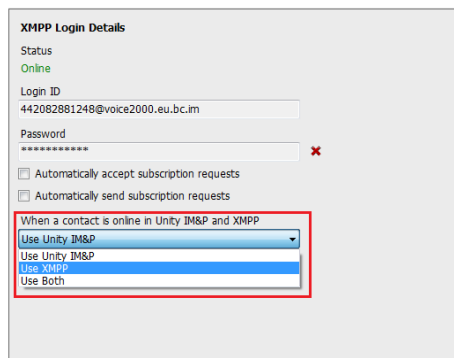 XMPP Login Details
Status
Online
Login ID
442082881248@voice2000.eu.bc.im
Password
***********
Automatically accept subscription requests
Automatically send subscription requests
When a contact is online in Unity IM&P and XMPP
Use Unity IM&P
Use Unity IM&P
Use XMPP
Use Both